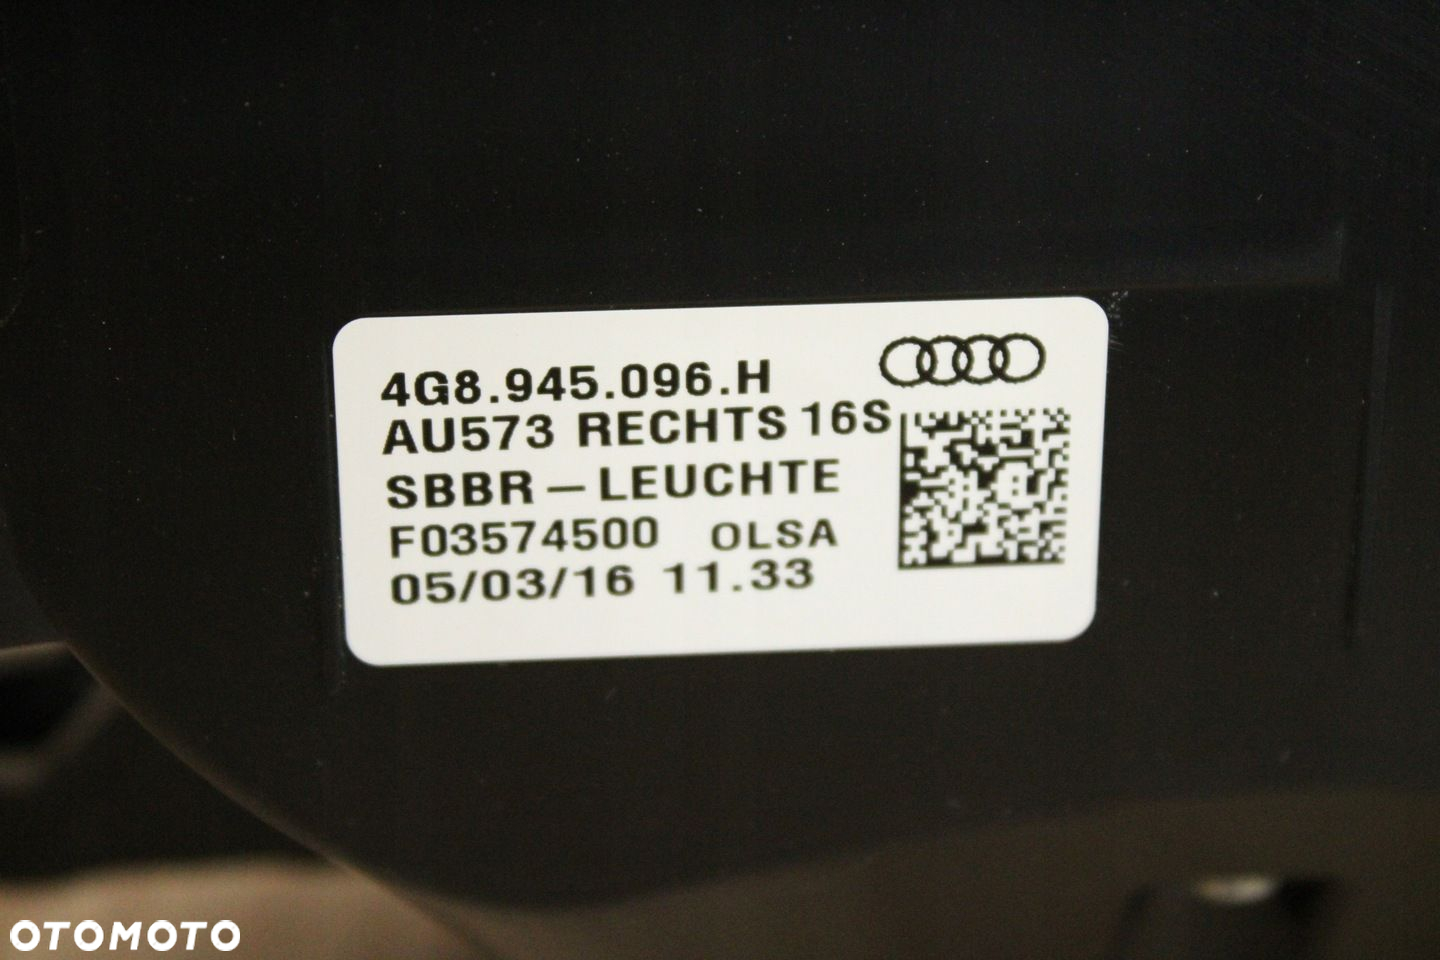 4G8.945.096.H
AU573 RECHTS 16S
SBBR – LEUCHTE
F03574500 OLSA
05/03/16 11.33
OTOMOTO